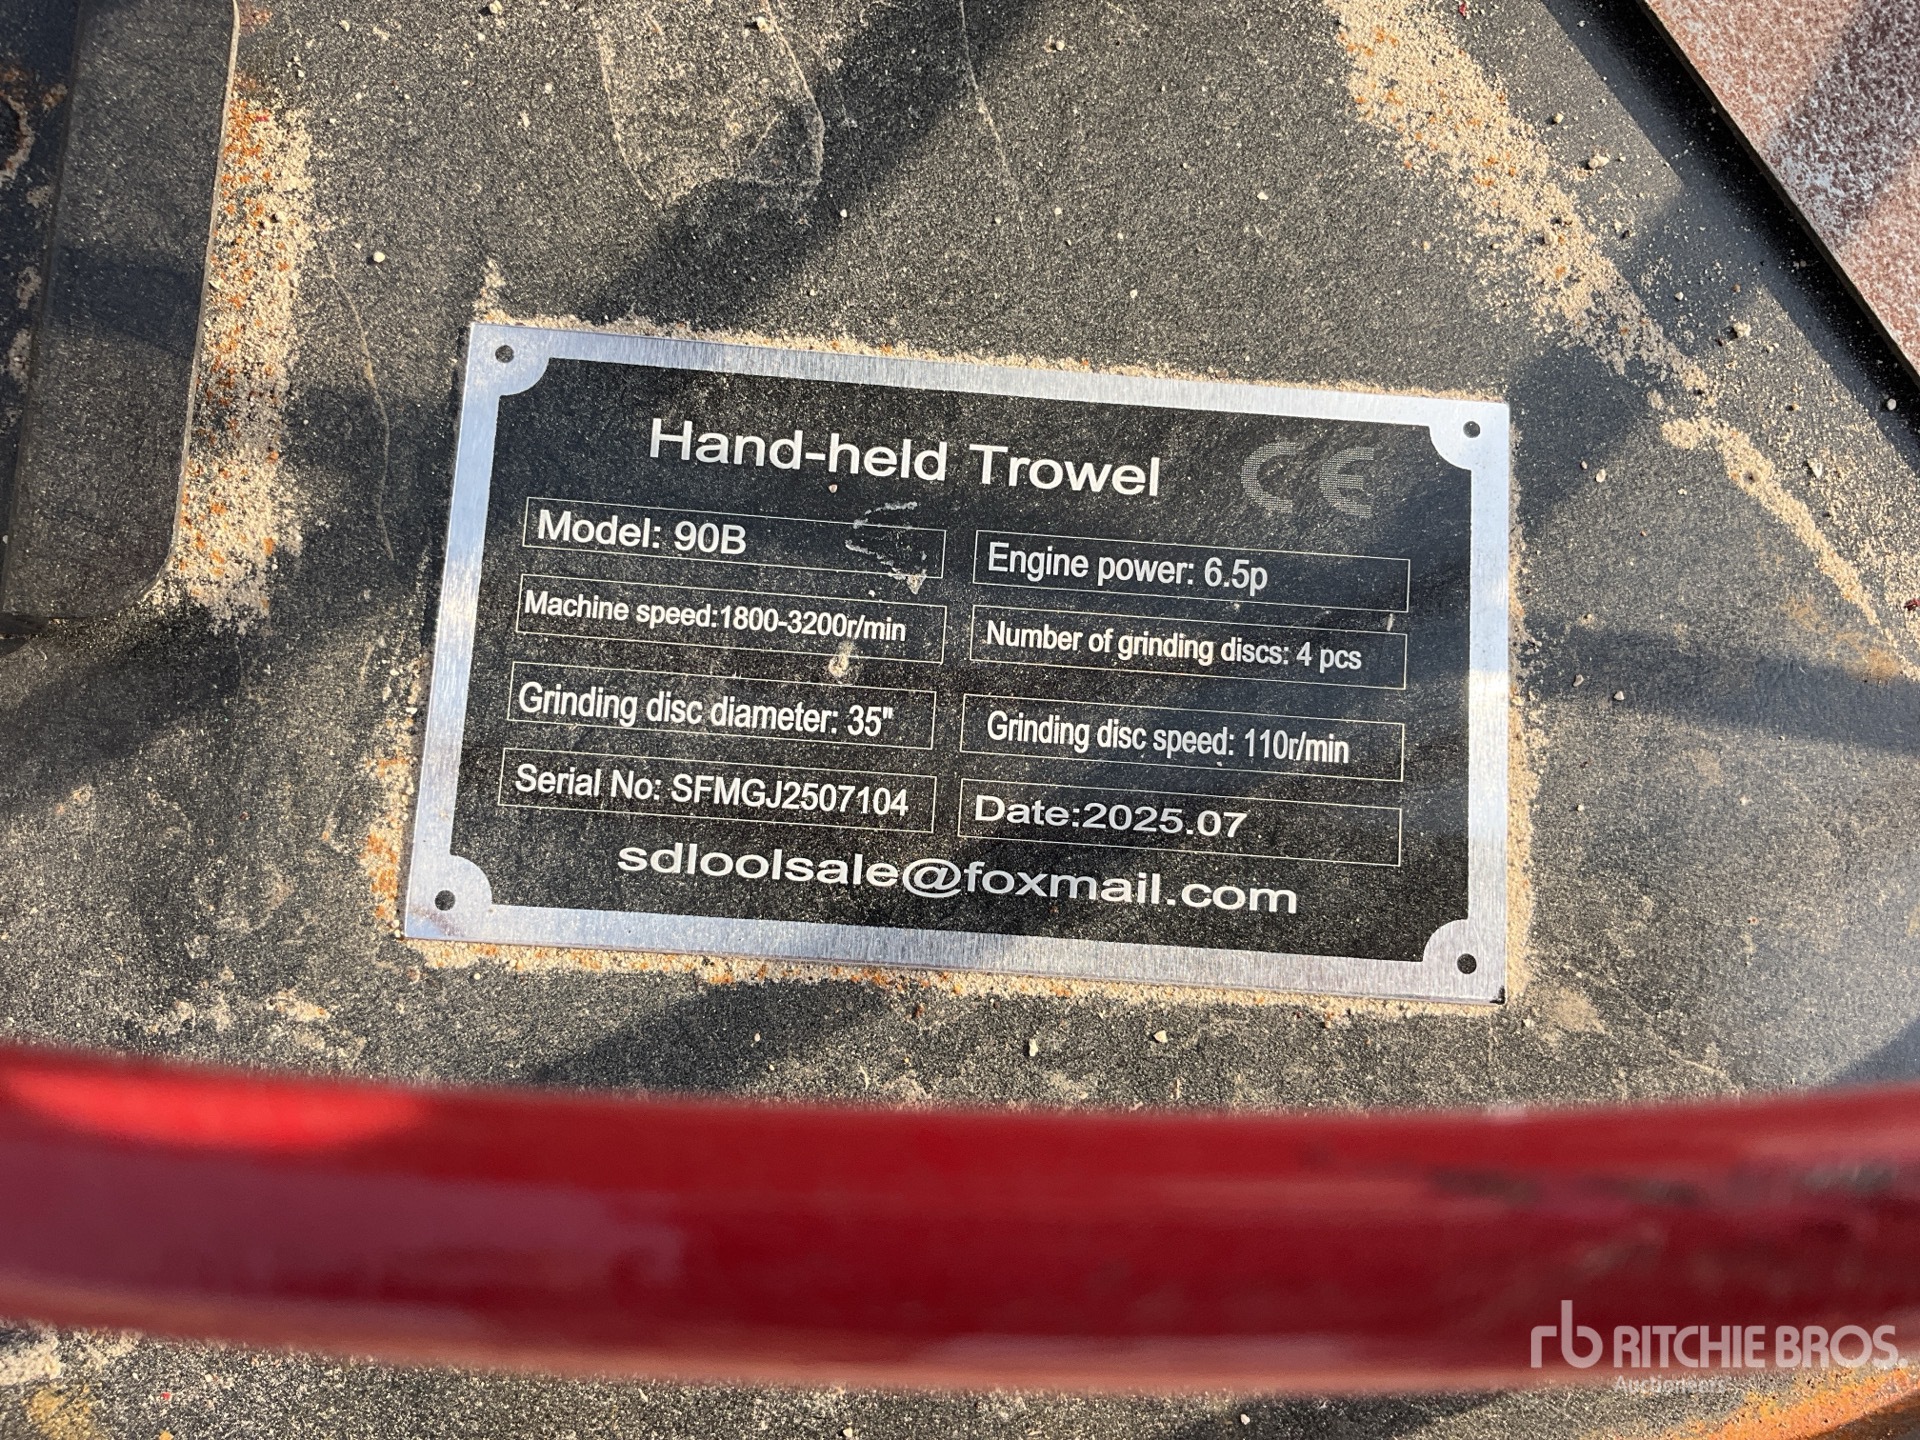 Hand-held Trowel CE
Model: 90B
Engine power: 6.5p
Machine speed:1800-3200r/min
Number of grinding discs: 4 pcs
Grinding disc diameter: 35"
Grinding disc speed: 110r/min
Serial No: SFMGJ2507104
Date:2025.07
sdloolsale@foxmail.com
rb RITCHIE BROS
Auctioneers